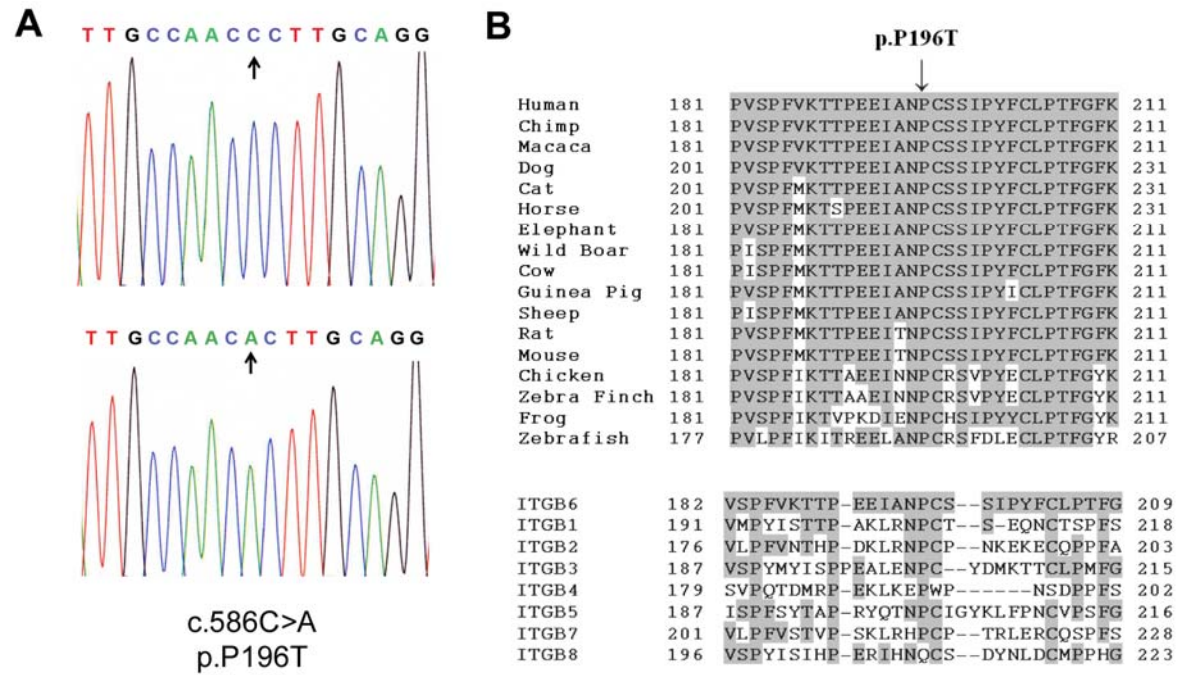 A
T T G C C A A C C C T T G C A G G
T T G C C A A C A C T T G C A G G
c.586C>A
p.P196T
B
p.P196T
Human 181 PVSPFVKTTPEEIANPCSSIPYFCLPTFGFK 211
Chimp 181 PVSPFVKTTPEEIANPCSSIPYFCLPTFGFK 211
Macaca 181 PVSPFVKTTPEEIANPCSSIPYFCLPTFGFK 211
Dog 201 PVSPFVKTTPEEIANPCSSIPYFCLPTFGFK 231
Cat 201 PVSPFMKTTPEEIANPCSSIPYFCLPTFGFK 231
Horse 201 PVSPFMKTSPEEIANPCSSIPYFCLPTFGFK 231
Elephant 181 PVSPFMKTTPEEIANPCSSIPYFCLPTFGFK 211
Wild Boar 181 PISPFMKTTPEEIANPCSSIPYFCLPTFGFK 211
Cow 181 PISPFMKTTPEEIANPCSSIPYFCLPTFGFK 211
Guinea Pig 181 PVSPFMKTTPEEIANPCSSIPYICLPTFGFK 211
Sheep 181 PISPFMKTTPEEIANPCSSIPYFCLPTFGFK 211
Rat 181 PVSPFMKTTPEEITNPCSSIPYFCLPTFGFK 211
Mouse 181 PVSPFMKTTPEEITNPCSSIPYFCLPTFGFK 211
Chicken 181 PVSPFIKTTAEEINNPCRSVPYECLPTFGYK 211
Zebra Finch 181 PVSPFIKTTAAEINNPCRSVPYECLPTFGYK 211
Frog 181 PVSPFIKTVPKDIENPCHSIPYYCLPTFGYK 211
Zebrafish 177 PVLPFIKITREELANPCRSFDLECLPTFGYR 207
ITGB6 182 VSPFVKTTP-EEIANPCS--SIPYFCLPTFG 209
ITGB1 191 VMPYISTTP-AKLRNPCT--S-EQNCTSPFS 218
ITGB2 176 VLPFVNTHP-DKLRNPCP--NKEKECQPPFA 203
ITGB3 187 VSPYMYISPPEALENPC--YDMKTTCLPMFG 215
ITGB4 179 SVPQTDMRP-EKLKEPWP------NSDPPFS 202
ITGB5 187 ISPFSYTAP-RYQTNPCIGYKLFPNCVPSFG 216
ITGB7 201 VLPFVSTVP-SKLRHPCP--TRLERCQSPFS 228
ITGB8 196 VSPYISIHP-ERIHNQCS--DYNLDCMPPHG 223